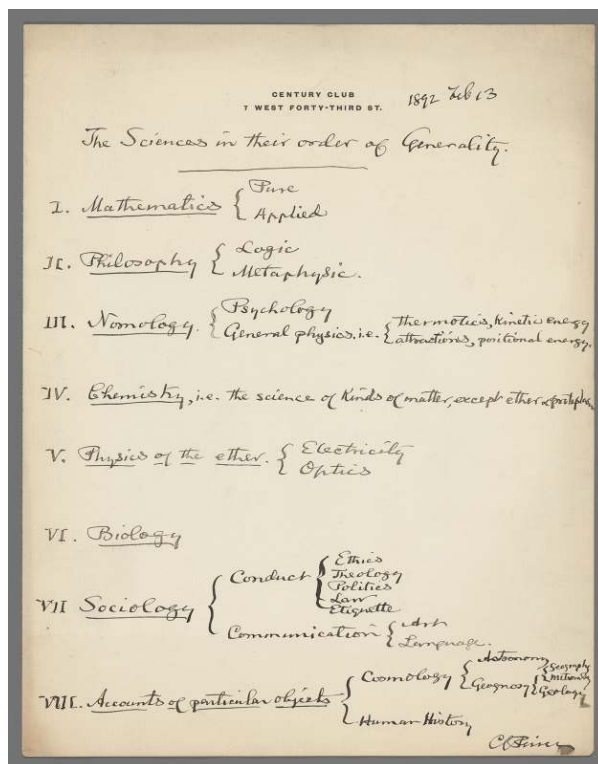 CENTURY CLUB
7 WEST FORTY-THIRD ST.
1892 Feb 13
The Sciences in their order of Generality.
I. Mathematics { Pure
Applied
II. Philosophy { Logic
Metaphysic.
III. Nomology. { Psychology
General physics, i.e. { thermotics, kinetic energy
attractions, positional energy.
IV. Chemistry, i.e. the science of kinds of matter, except ether & protoplasm
V. Physics of the ether. { Electricity
Optics
VI. Biology
VII Sociology { Conduct { Ethics
Theology
Politics
Law
Etiquette
Communication { Art
Language.
VIII. Accounts of particular objects { Cosmology { Astronomy
Geognosy { Geography
Geology
Human History